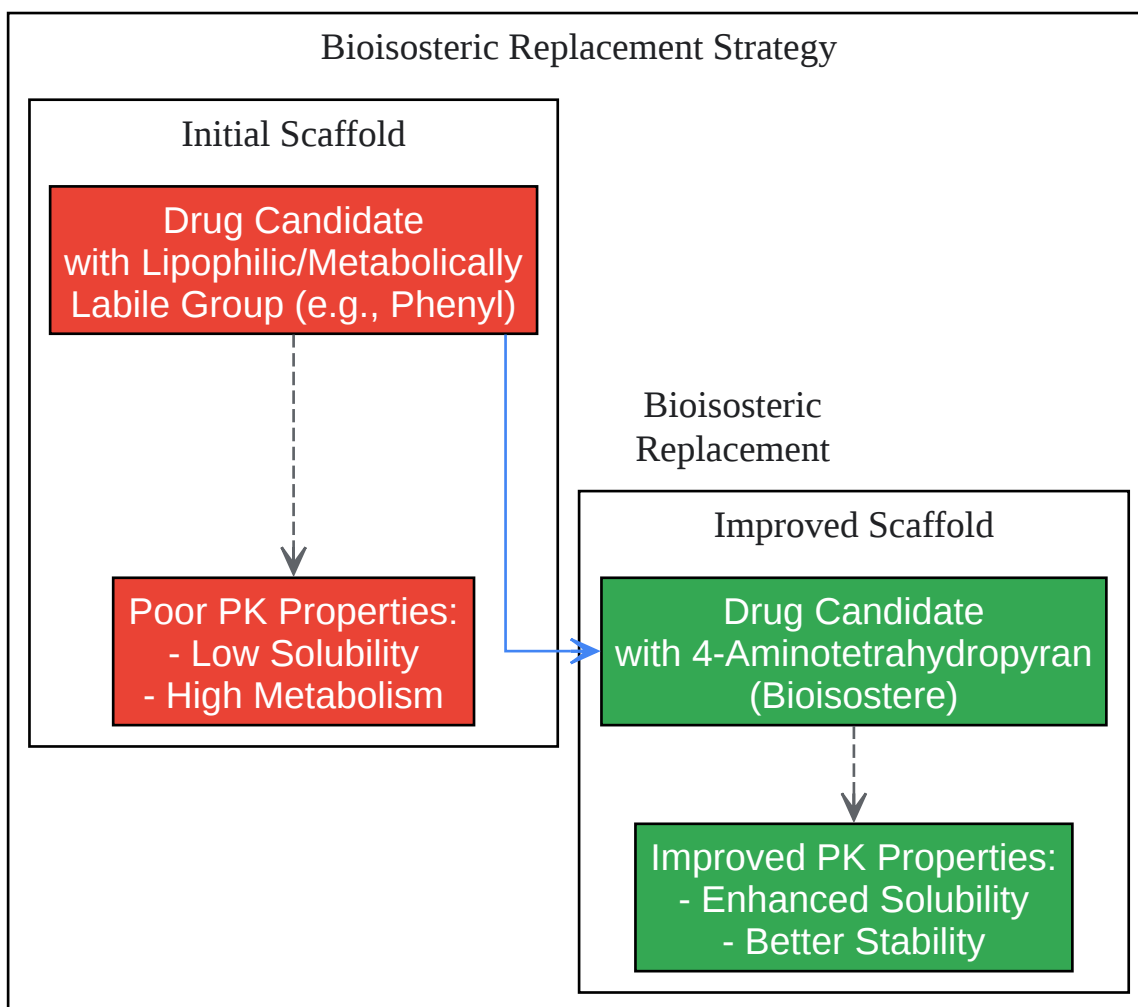 Bioisosteric Replacement Strategy
Initial Scaffold
Drug Candidate
with Lipophilic/Metabolically
Labile Group (e.g., Phenyl)
Poor PK Properties:
- Low Solubility
- High Metabolism
Bioisosteric
Replacement
Improved Scaffold
Drug Candidate
with 4-Aminotetrahydropyran
(Bioisostere)
Improved PK Properties:
- Enhanced Solubility
- Better Stability